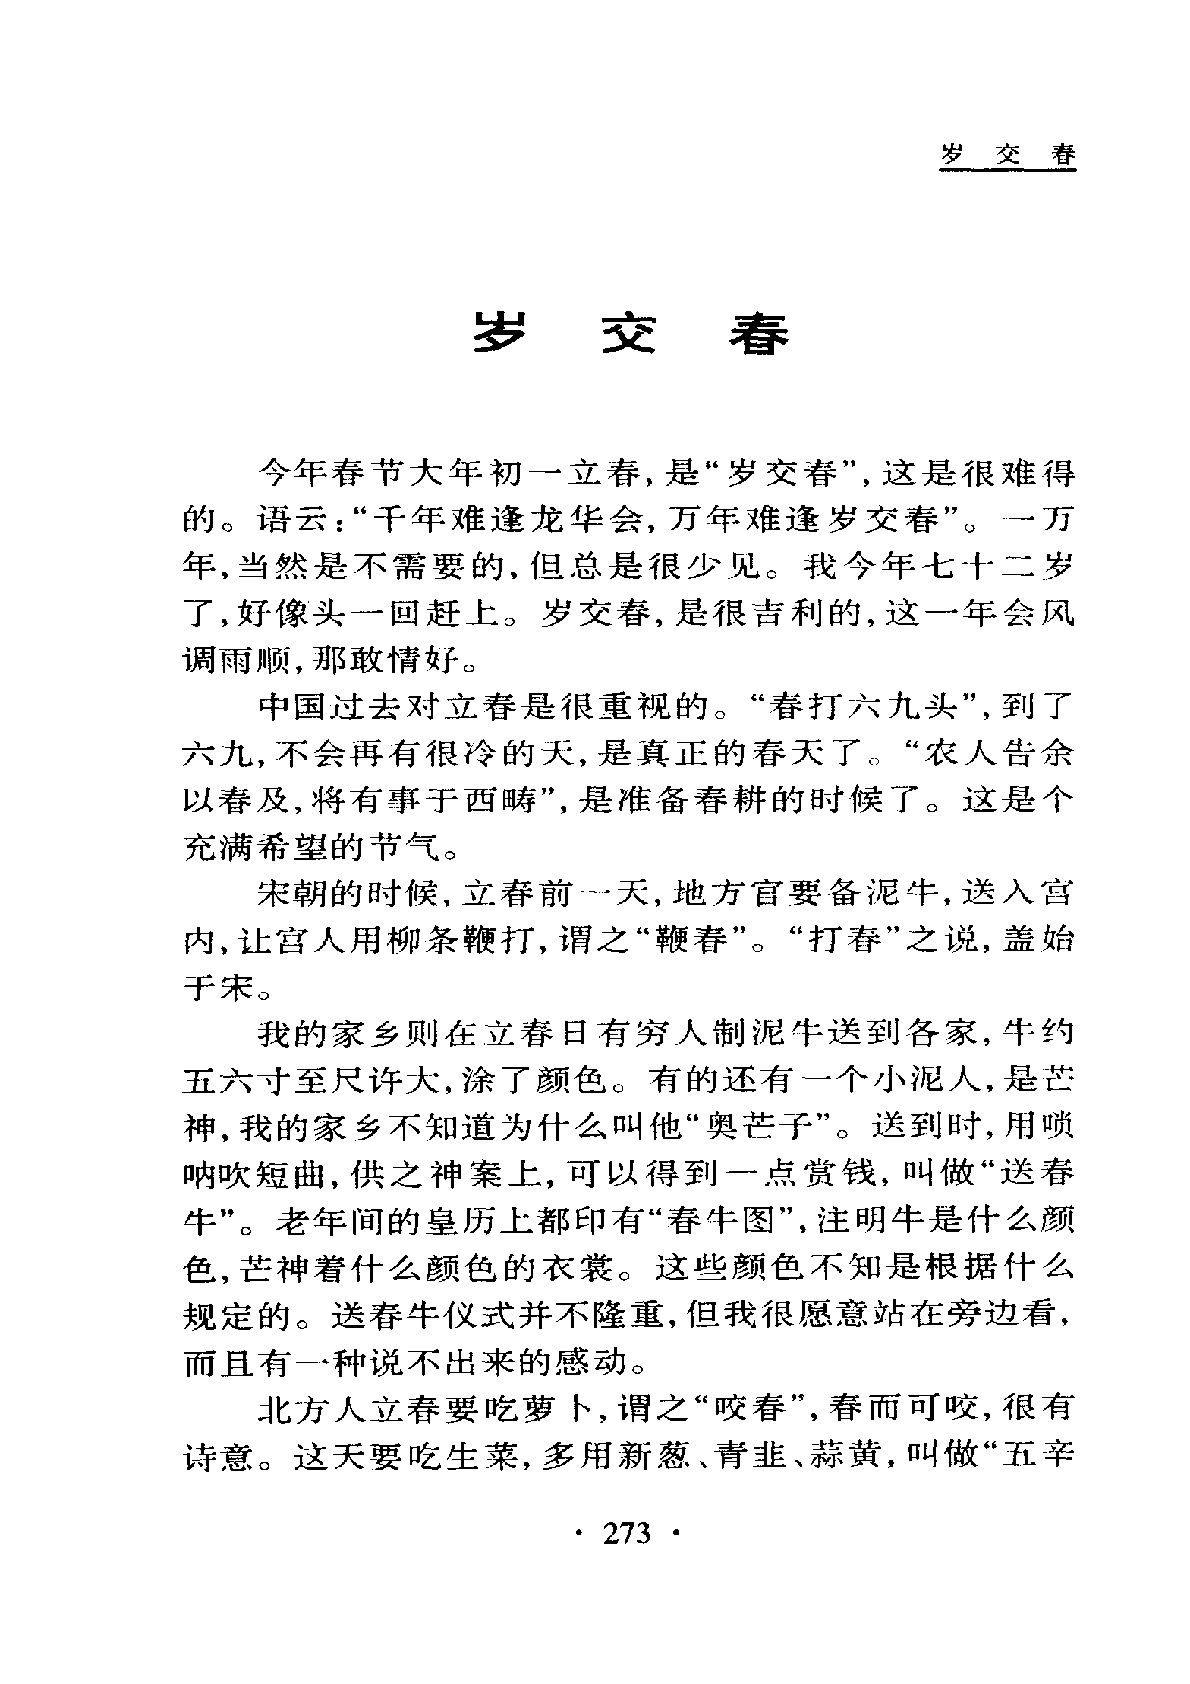 岁 交 春
岁 交 春
今年春节大年初一立春,是“岁交春”,这是很难得
的。语云:“千年难逢龙华会,万年难逢岁交春”。一万
年,当然是不需要的,但总是很少见。我今年七十二岁
了,好像头一回赶上。岁交春,是很吉利的,这一年会风
调雨顺,那敢情好。
中国过去对立春是很重视的。“春打六九头”,到了
六九,不会再有很冷的天,是真正的春天了。“农人告余
以春及,将有事于西畴”,是准备春耕的时候了。这是个
充满希望的节气。
宋朝的时候,立春前一天,地方官要备泥牛,送入宫
内,让宫人用柳条鞭打,谓之“鞭春”。“打春”之说,盖始
于宋。
我的家乡则在立春日有穷人制泥牛送到各家,牛约
五六寸至尺许大,涂了颜色。有的还有一个小泥人,是芒
神,我的家乡不知道为什么叫他“奥芒子”。送到时,用唢
呐吹短曲,供之神案上,可以得到一点赏钱,叫做“送春
牛”。老年间的皇历上都印有“春牛图”,注明牛是什么颜
色,芒神着什么颜色的衣裳。这些颜色不知是根据什么
规定的。送春牛仪式并不隆重,但我很愿意站在旁边看,
而且有一种说不出来的感动。
北方人立春要吃萝卜,谓之“咬春”,春而可咬,很有
诗意。这天要吃生菜,多用新葱、青韭、蒜黄,叫做“五辛
· 273 ·